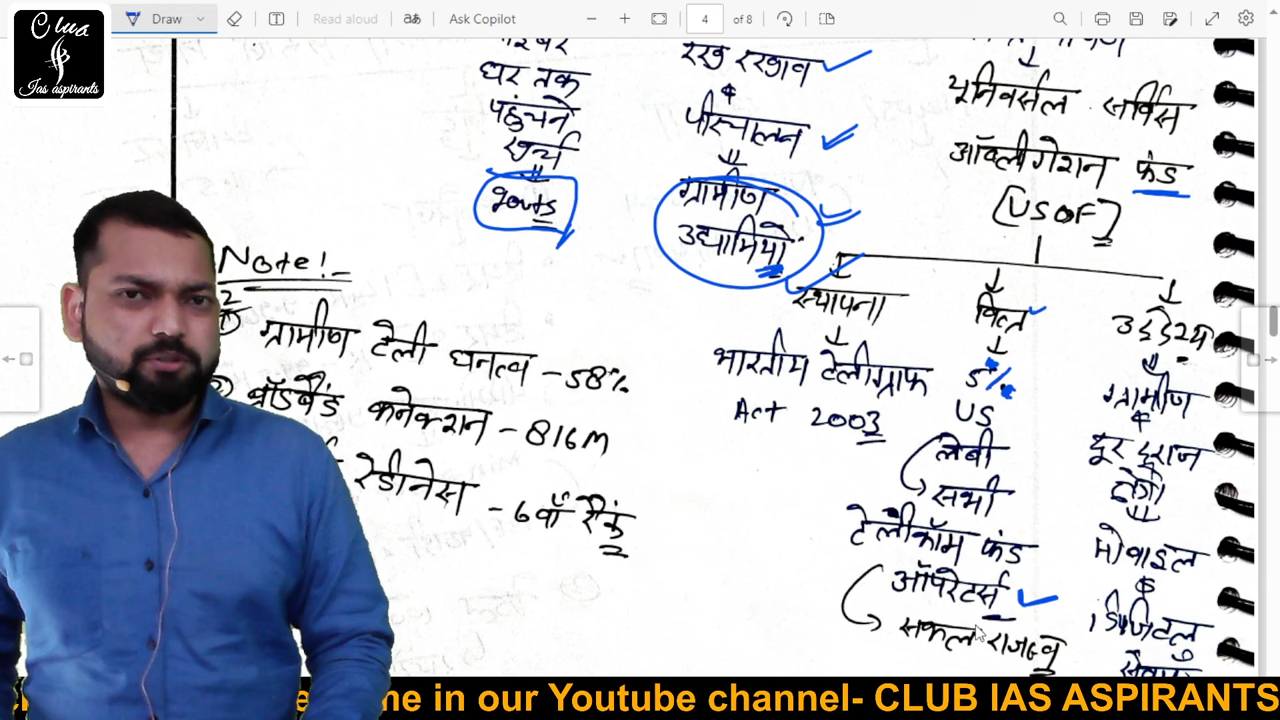 Clua
Ias aspirants
Draw
Read aloud
Ask Copilot
4
of 8
घर तक
पहुंचने
खर्च
govts
रख रखाव
&
परिचालन
ग्रामीण
उद्यामियों
यूनिवर्सल सर्विस
ऑब्लीगेशन फंड
[USOF]
स्थापना
भारतीय टेलीग्राफ
Act 2003
वित्त
5%
US
लेवी
सभी
टेलीकॉम फंड
ऑपरेटर्स
सकल राजस्व
उद्देश्य
ग्रामीण
&
दूर दराज
क्षेत्रों
मोबाइल
&
डिजिटल
Note!
ग्रामीण टेली घनत्व - 58%
ब्रॉडबैंड कनेक्शन - 816m
रेडीनेस - 6वाँ रैंक
me in our Youtube channel- CLUB IAS ASPIRANTS